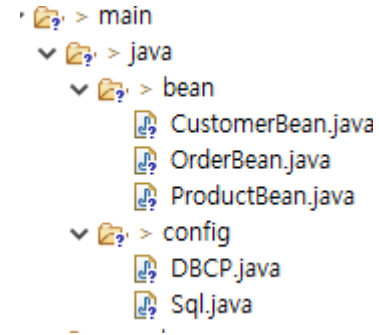 > main
> java
> bean
CustomerBean.java
OrderBean.java
ProductBean.java
> config
DBCP.java
Sql.java